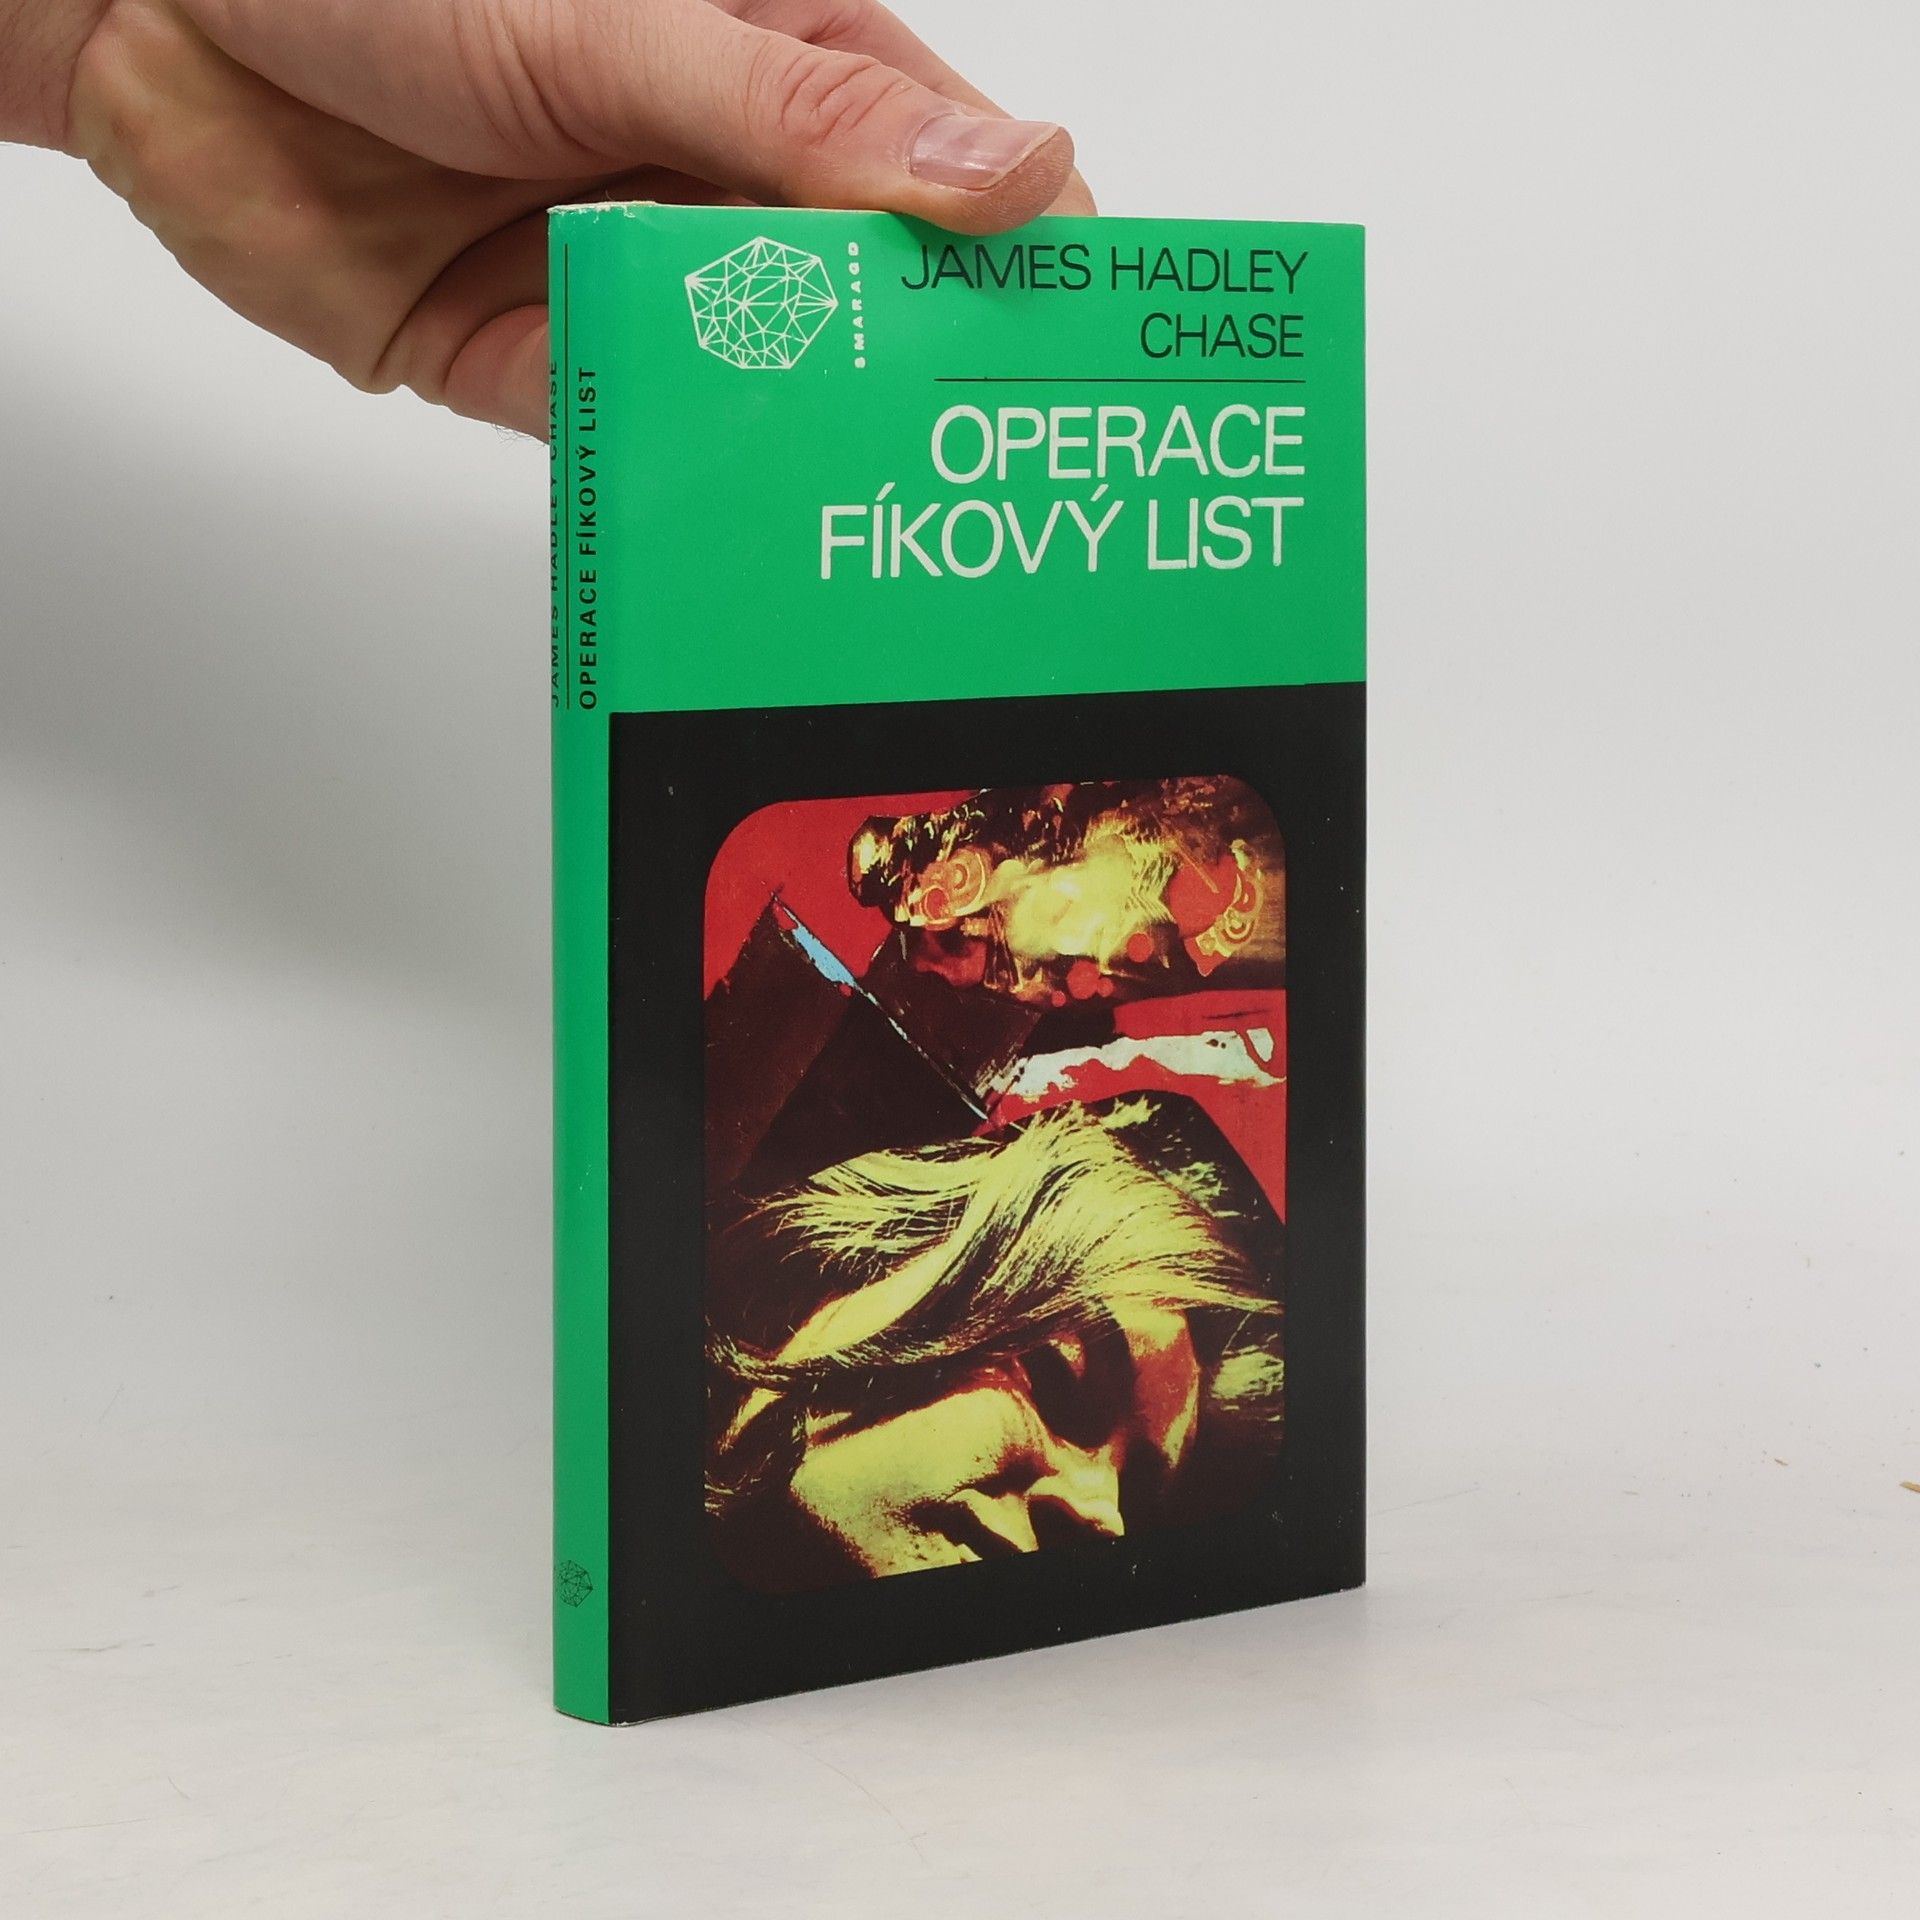 JAMES HADLEY CHASE
OPERACE FÍKOVÝ LIST
SMARAGD
JAMES HADLEY
CHASE
OPERACE
FÍKOVÝ LIST